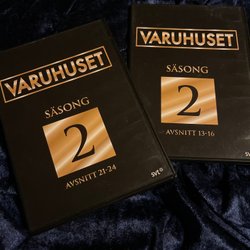 VARUHUSET
SÄSONG
2
AVSNITT 21-24
svt
VARUHUSET
SÄSONG
2
AVSNITT 13-16
svt